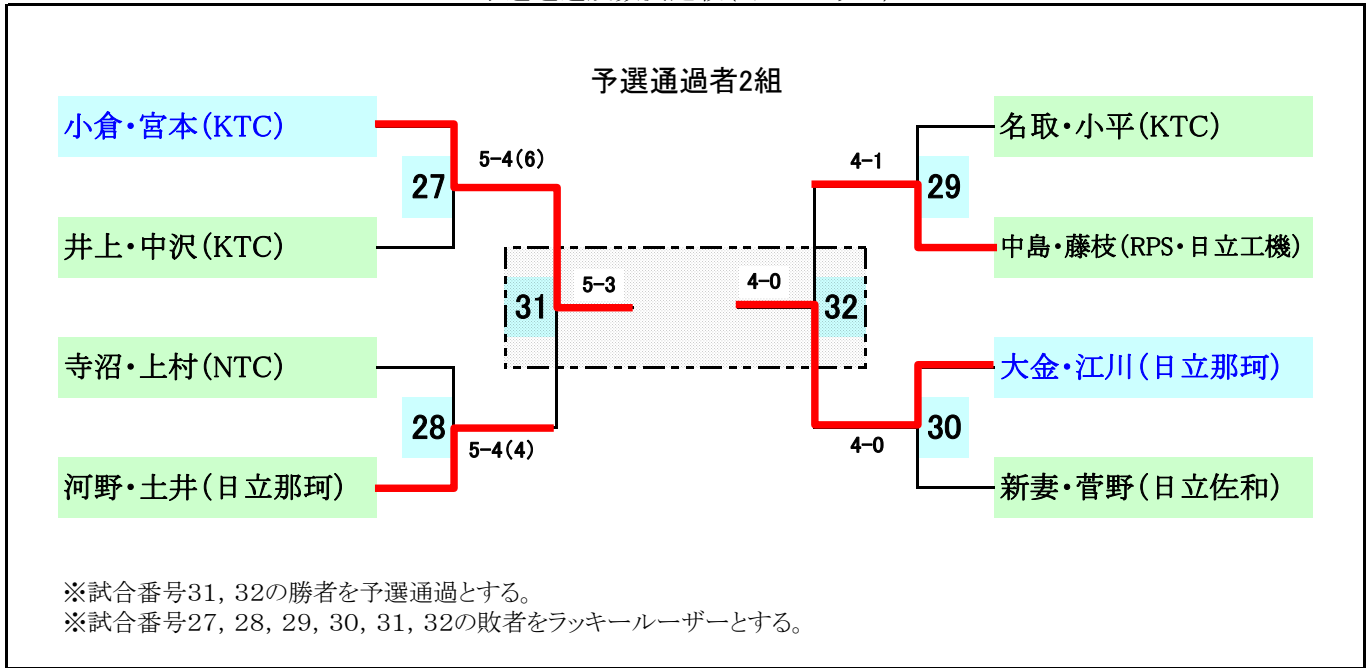 予選通過者2組
小倉・宮本(KTC)
27
5-4(6)
井上・中沢(KTC)
31
5-3
寺沼・上村(NTC)
28
5-4(4)
河野・土井(日立那珂)
名取・小平(KTC)
4-1
29
中島・藤枝(RPS・日立工機)
4-0
32
大金・江川(日立那珂)
30
4-0
新妻・菅野(日立佐和)
※試合番号31, 32の勝者を予選通過とする。
※試合番号27, 28, 29, 30, 31, 32の敗者をラッキールーザーとする。